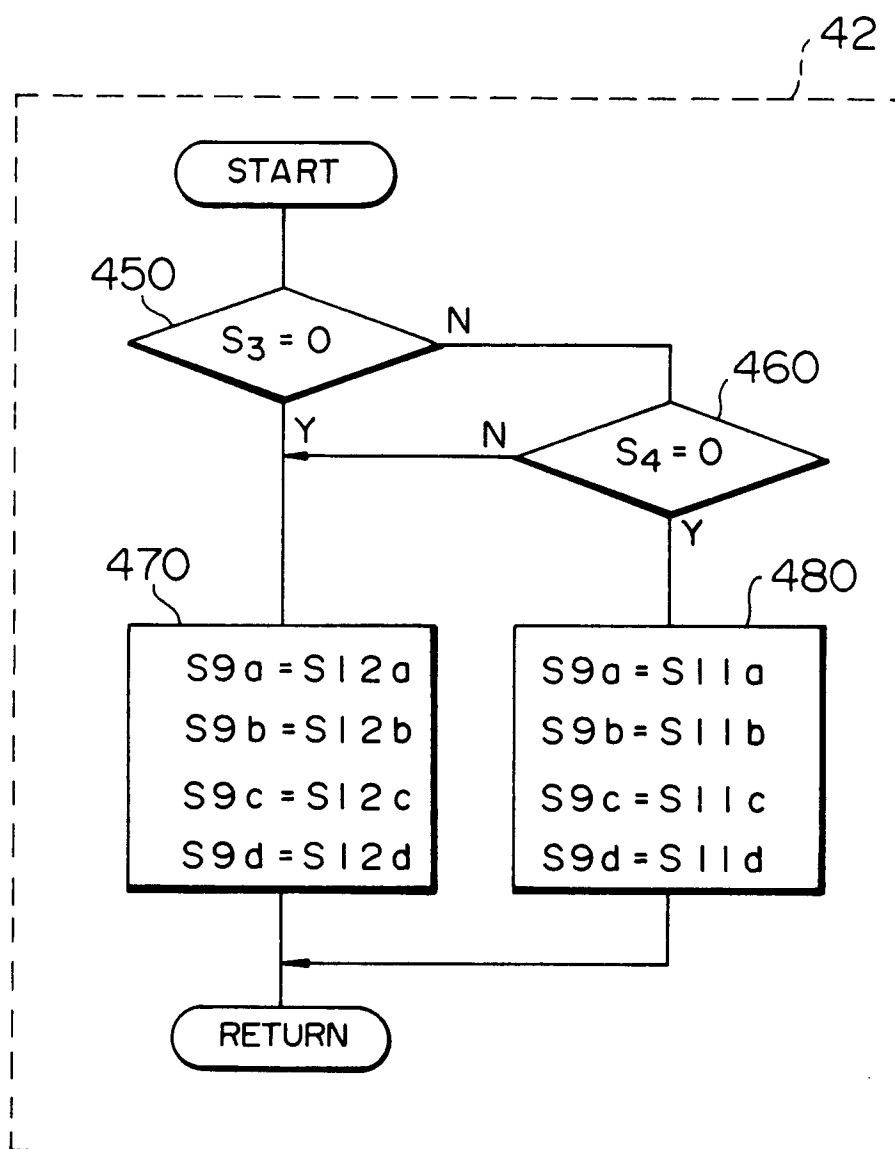 42
START
450
S3 = 0
N
460
Y
N
S4 = 0
Y
470
480
S9a = S12a
S9b = S12b
S9c = S12c
S9d = S12d
S9a = S11a
S9b = S11b
S9c = S11c
S9d = S11d
RETURN